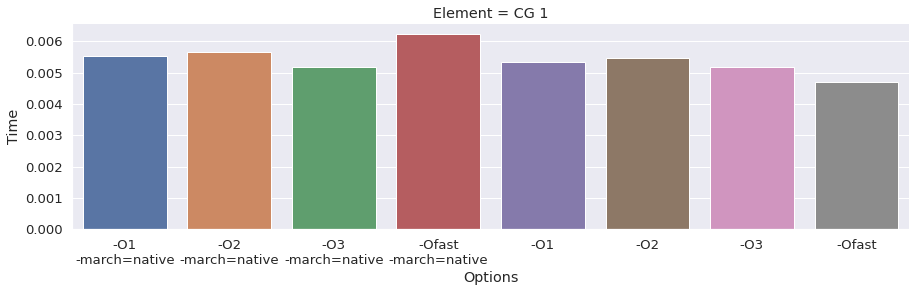 Element = CG 1
Time
0.006
0.005
0.004
0.003
0.002
0.001
0.000
-O1
-march=native
-O2
-march=native
-O3
-march=native
-Ofast
-march=native
-O1
-O2
-O3
-Ofast
Options